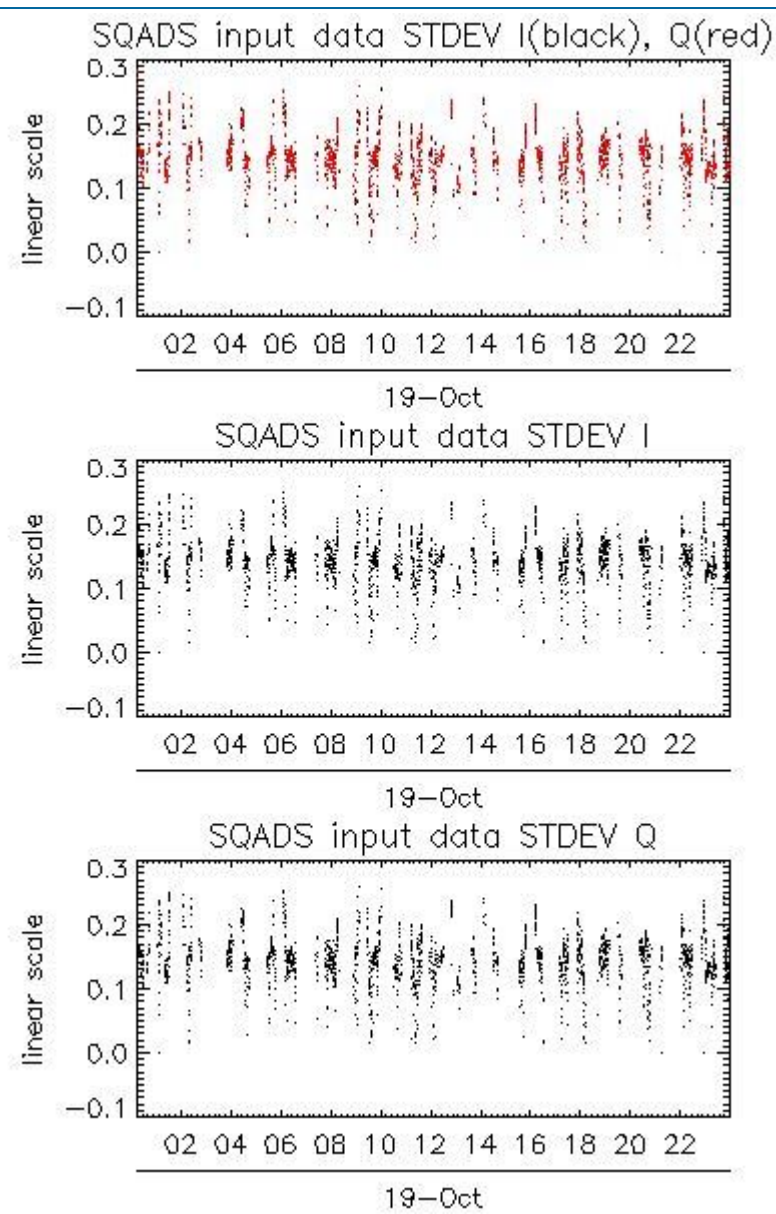 SQADS input data STDEV I(black), Q(red)
0.3
0.2
0.1
0.0
−0.1
linear scale
02 04 06 08 10 12 14 16 18 20 22
19−Oct
SQADS input data STDEV I
0.3
0.2
0.1
0.0
−0.1
linear scale
02 04 06 08 10 12 14 16 18 20 22
19−Oct
SQADS input data STDEV Q
0.3
0.2
0.1
0.0
−0.1
linear scale
02 04 06 08 10 12 14 16 18 20 22
19−Oct